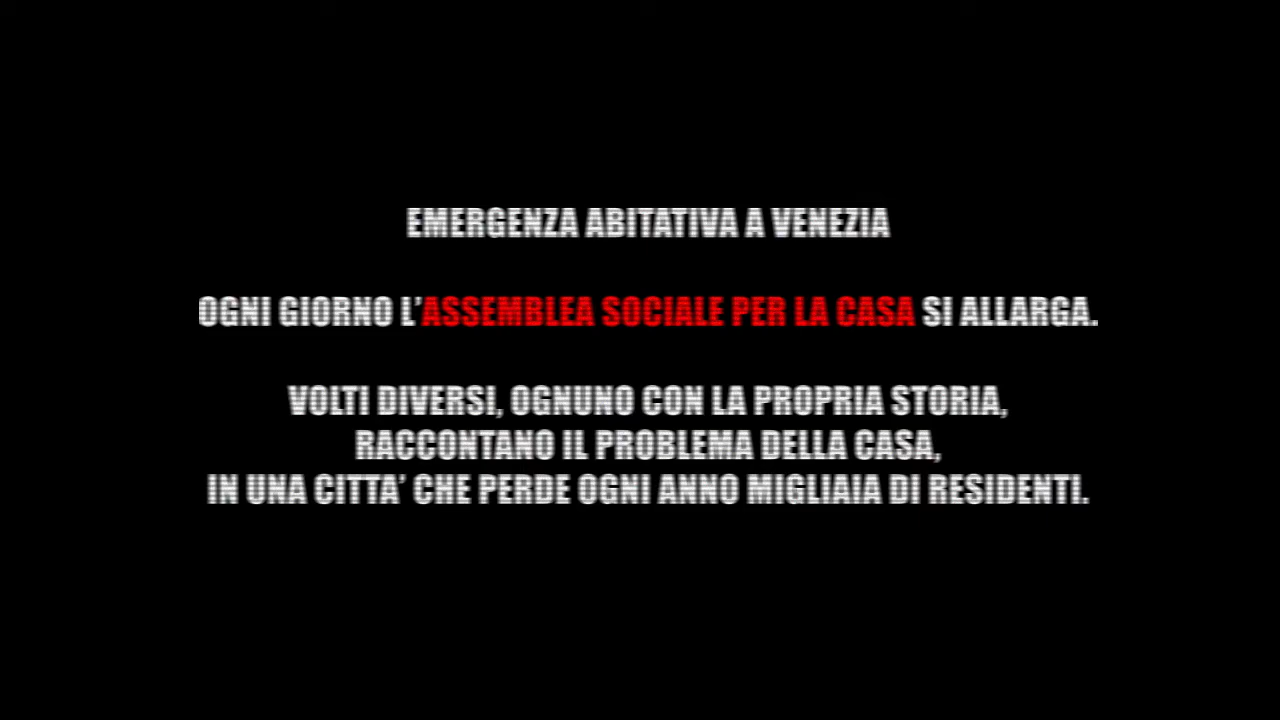 EMERGENZA ABITATIVA A VENEZIA
OGNI GIORNO L'ASSEMBLEA SOCIALE PER LA CASA SI ALLARGA.
VOLTI DIVERSI, OGNUNO CON LA PROPRIA STORIA,
RACCONTANO IL PROBLEMA DELLA CASA,
IN UNA CITTA' CHE PERDE OGNI ANNO MIGLIAIA DI RESIDENTI.